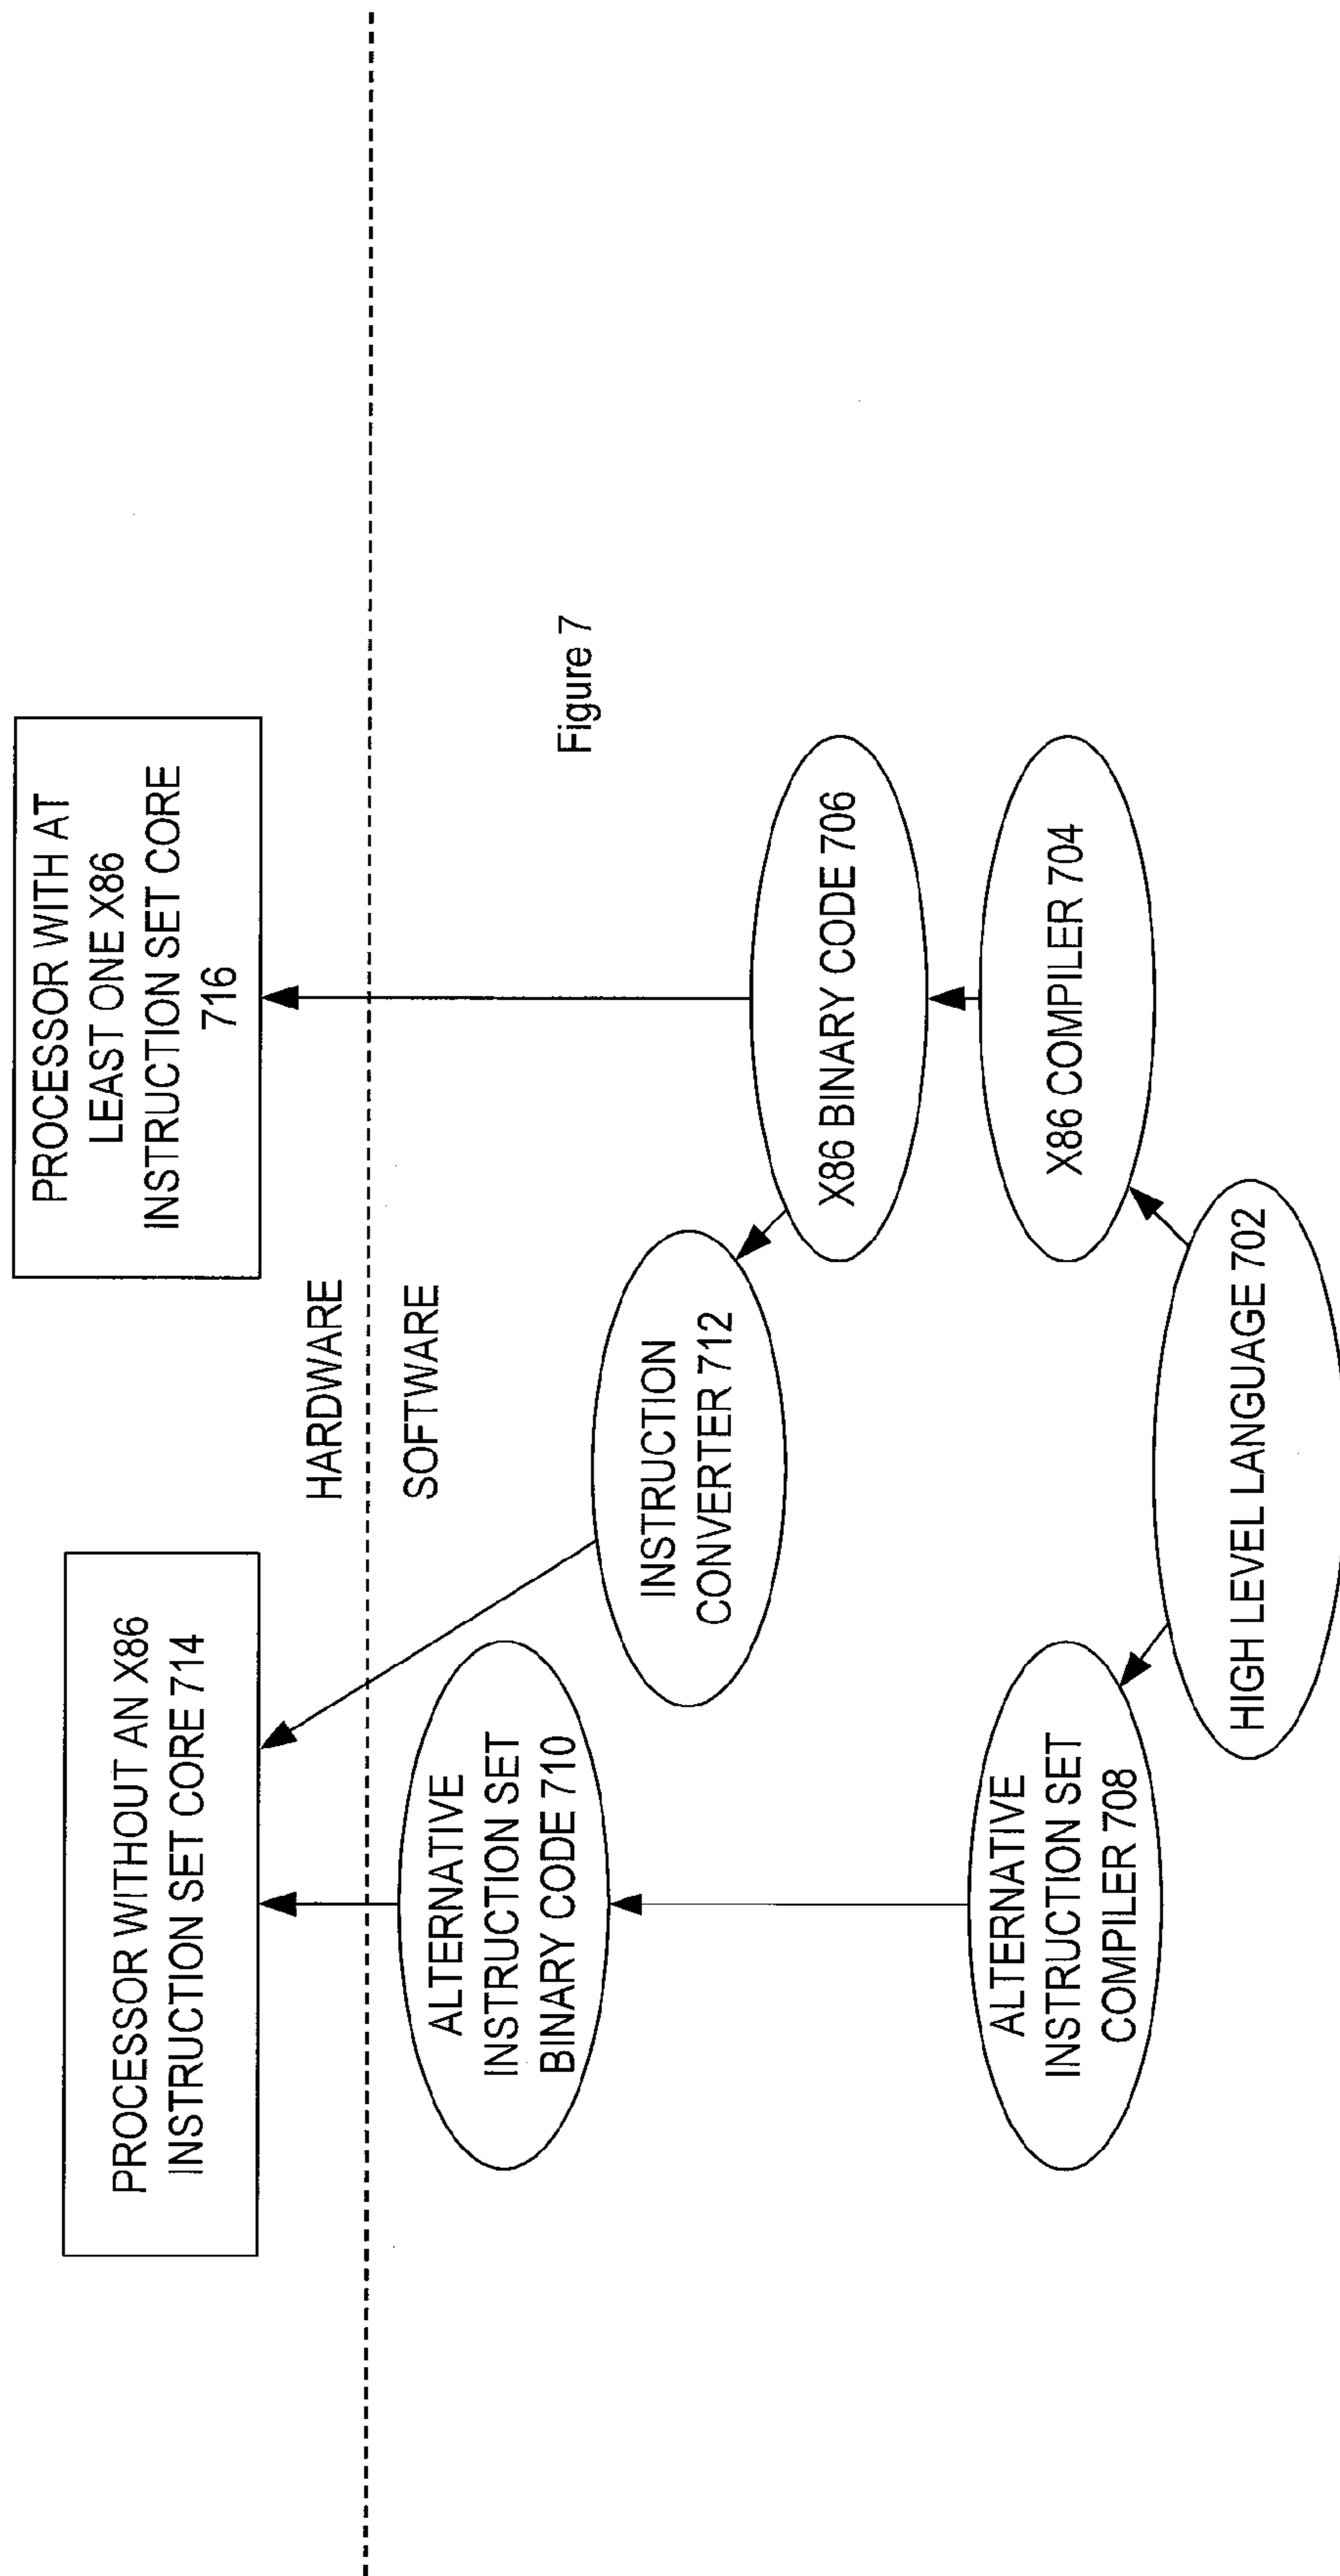 PROCESSOR WITHOUT AN X86
INSTRUCTION SET CORE 714
PROCESSOR WITH AT
LEAST ONE X86
INSTRUCTION SET CORE
716
HARDWARE
SOFTWARE
ALTERNATIVE
INSTRUCTION SET
BINARY CODE 710
INSTRUCTION
CONVERTER 712
Figure 7
X86 BINARY CODE 706
ALTERNATIVE
INSTRUCTION SET
COMPILER 708
X86 COMPILER 704
HIGH LEVEL LANGUAGE 702